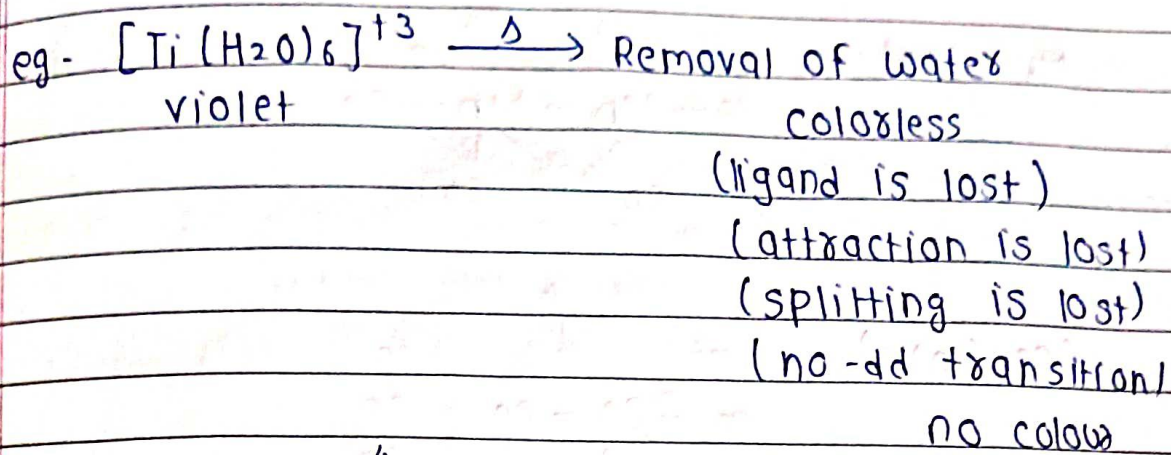 eg - [Ti(H2O)6]+3 Δ → Removal of water
violet colorless
(ligand is lost)
(attraction is lost)
(splitting is lost)
(no -dd transition)
no colour